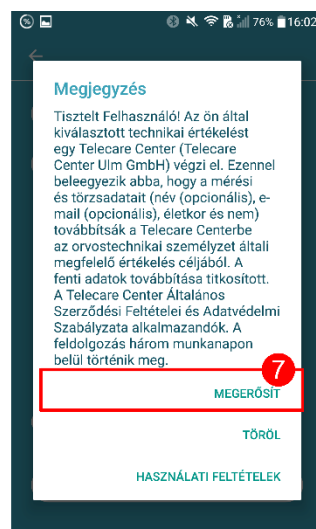 76% 16:02
Megjegyzés
Tisztelt Felhasználó! Az ön által
kiválasztott technikai értékelést
egy Telecare Center (Telecare
Center Ulm GmbH) végzi el. Ezennel
beleegyezik abba, hogy a mérési
és törzsadatait (név (opcionális), e-
mail (opcionális), életkor és nem)
továbbítsák a Telecare Centerbe
az orvostechnikai személyzet általi
megfelelő értékelés céljából. A
fenti adatok továbbítása titkosított.
A Telecare Center Általános
Szerződési Feltételei és Adatvédelmi
Szabályzata alkalmazandók. A
feldolgozás három munkanapon
belül történik meg.
7
MEGERŐSÍT
TÖRÖL
HASZNÁLATI FELTÉTELEK